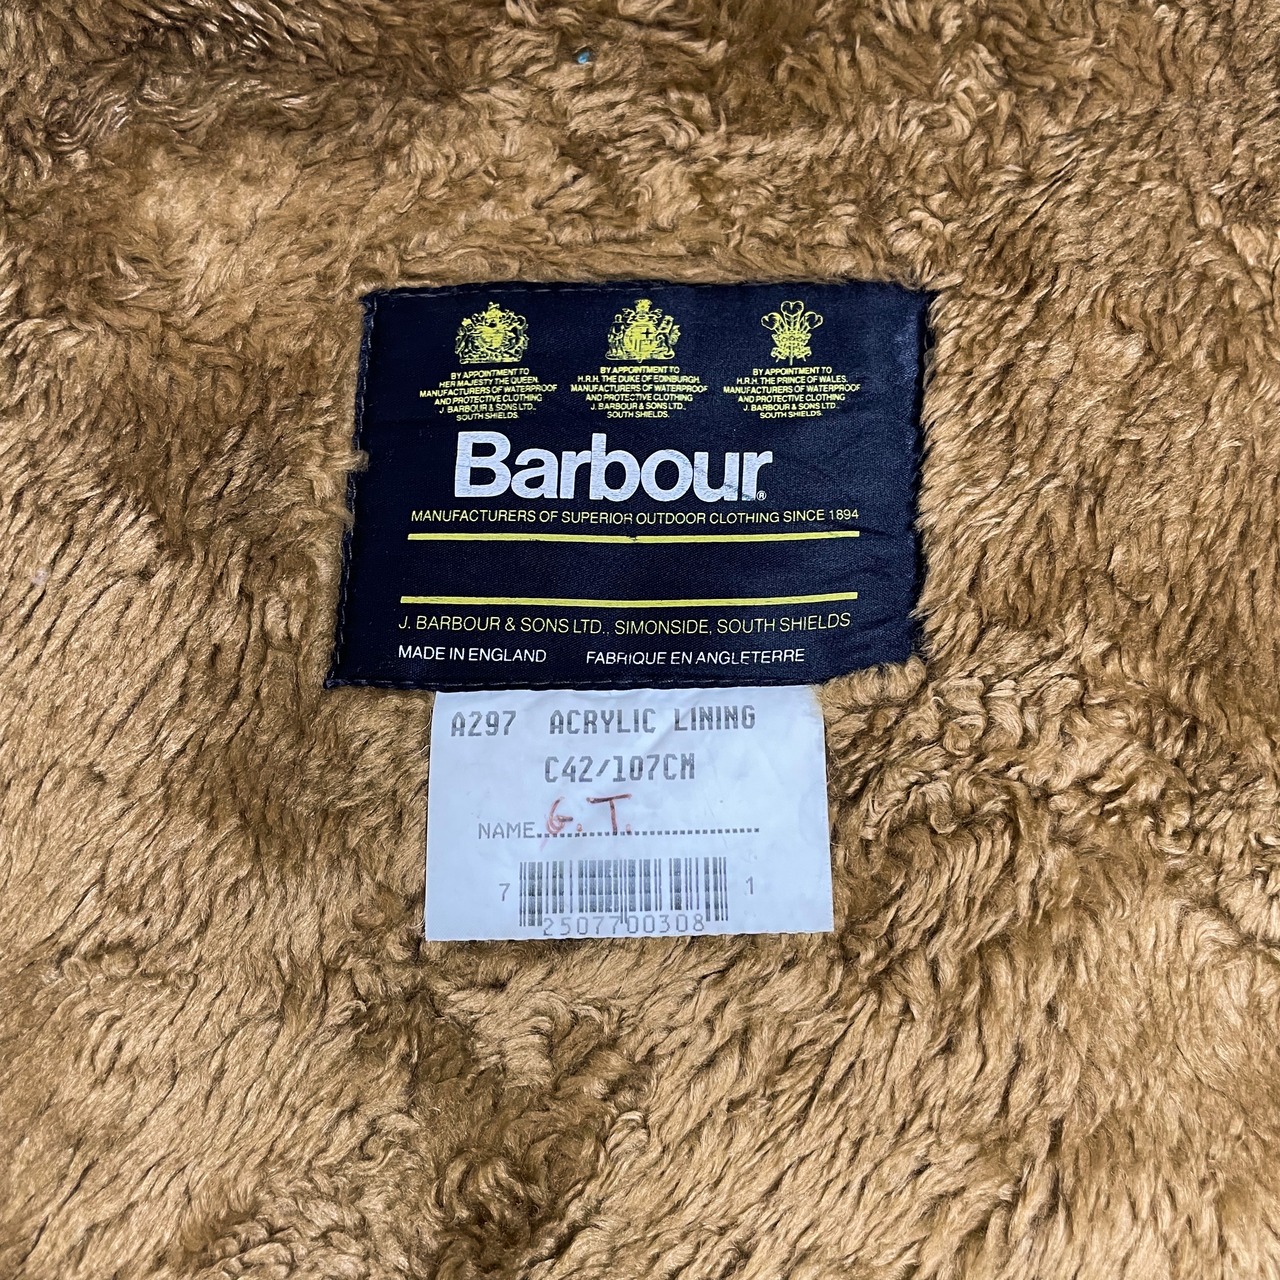 BY APPOINTMENT TO
HER MAJESTY THE QUEEN.
MANUFACTURERS OF WATERPROOF
AND PROTECTIVE CLOTHING
J. BARBOUR & SONS LTD.,
SOUTH SHIELDS.
BY APPOINTMENT TO
H.R.H. THE DUKE OF EDINBURGH.
MANUFACTURERS OF WATERPROOF
AND PROTECTIVE CLOTHING
J. BARBOUR & SONS LTD.,
SOUTH SHIELDS.
BY APPOINTMENT TO
H.R.H. THE PRINCE OF WALES.
MANUFACTURERS OF WATERPROOF
AND PROTECTIVE CLOTHING
J. BARBOUR & SONS LTD.,
SOUTH SHIELDS.
Barbour®
MANUFACTURERS OF SUPERIOR OUTDOOR CLOTHING SINCE 1894
J. BARBOUR & SONS LTD., SIMONSIDE, SOUTH SHIELDS
MADE IN ENGLAND FABRIQUE EN ANGLETERRE
A297 ACRYLIC LINING
C42/107CM
NAME G. T.
7 2507700308 1